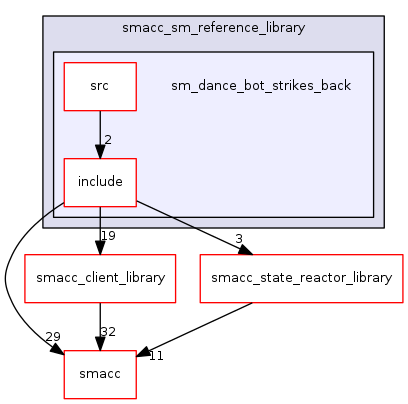 smacc_sm_reference_library
src
sm_dance_bot_strikes_back
2
include
19
3
smacc_client_library
smacc_state_reactor_library
29
32
11
smacc